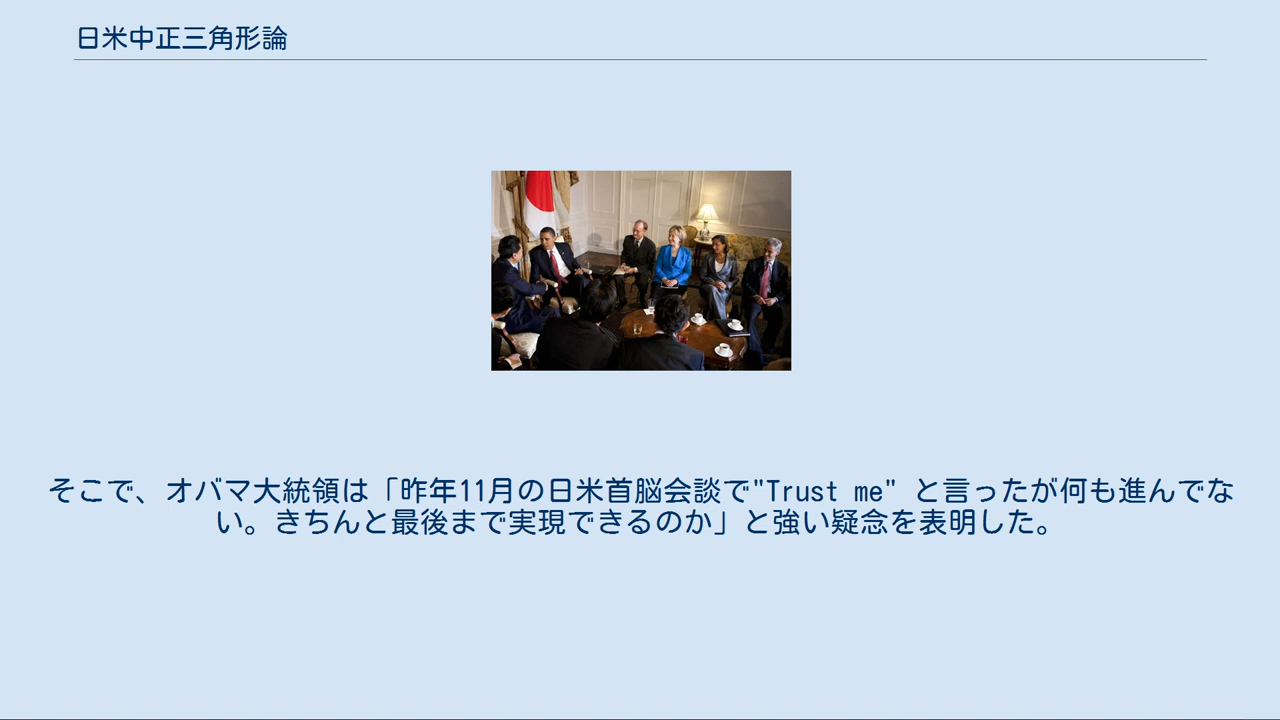 日米中正三角形論
そこで、オバマ大統領は「昨年11月の日米首脳会談で"Trust me" と言ったが何も進んでな
い。きちんと最後まで実現できるのか」と強い疑念を表明した。